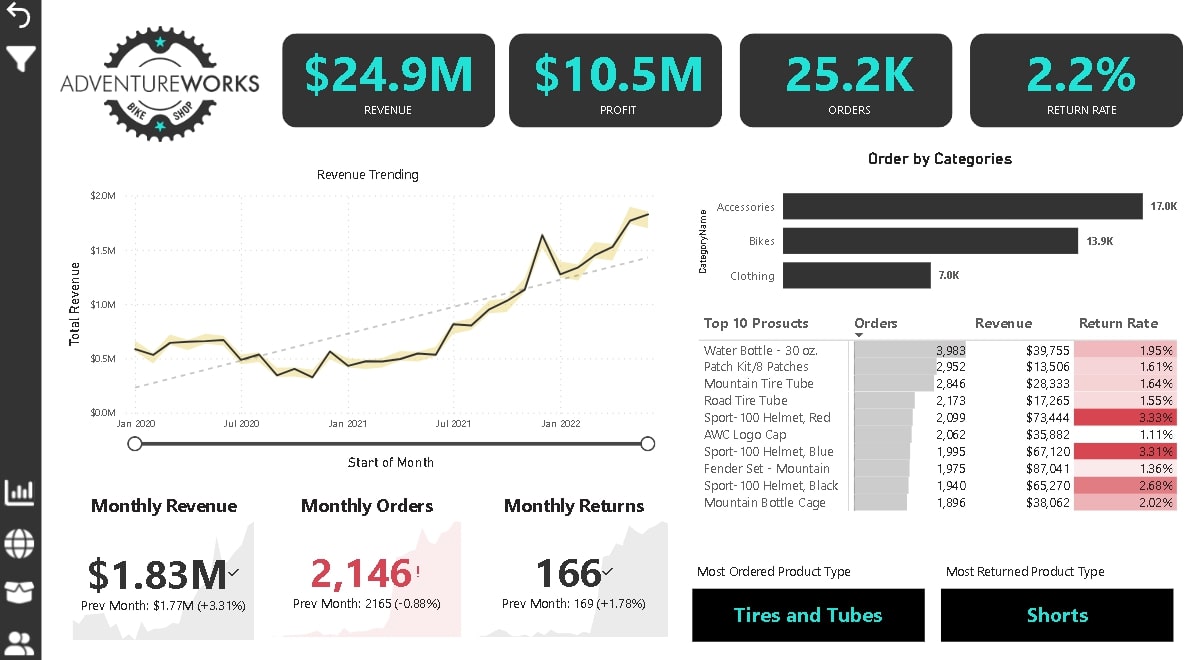 ADVENTUREWORKS
BIKE SHOP
$24.9M
REVENUE
$10.5M
PROFIT
25.2K
ORDERS
2.2%
RETURN RATE
Revenue Trending
Total Revenue
$2.0M
$1.5M
$1.0M
$0.5M
$0.0M
Jan 2020 Jul 2020 Jan 2021 Jul 2021 Jan 2022
Start of Month
Order by Categories
CategoryName
Accessories 17.0K
Bikes 13.9K
Clothing 7.0K
Top 10 Prosucts Orders Revenue Return Rate
Water Bottle - 30 oz. 3,983 $39,755 1.95%
Patch Kit/8 Patches 2,952 $13,506 1.61%
Mountain Tire Tube 2,846 $28,333 1.64%
Road Tire Tube 2,173 $17,265 1.55%
Sport-100 Helmet, Red 2,099 $73,444 3.33%
AWC Logo Cap 2,062 $35,882 1.11%
Sport-100 Helmet, Blue 1,995 $67,120 3.31%
Fender Set - Mountain 1,975 $87,041 1.36%
Sport-100 Helmet, Black 1,940 $65,270 2.68%
Mountain Bottle Cage 1,896 $38,062 2.02%
Monthly Revenue
$1.83M
Prev Month: $1.77M (+3.31%)
Monthly Orders
2,146!
Prev Month: 2165 (-0.88%)
Monthly Returns
166
Prev Month: 169 (+1.78%)
Most Ordered Product Type
Tires and Tubes
Most Returned Product Type
Shorts